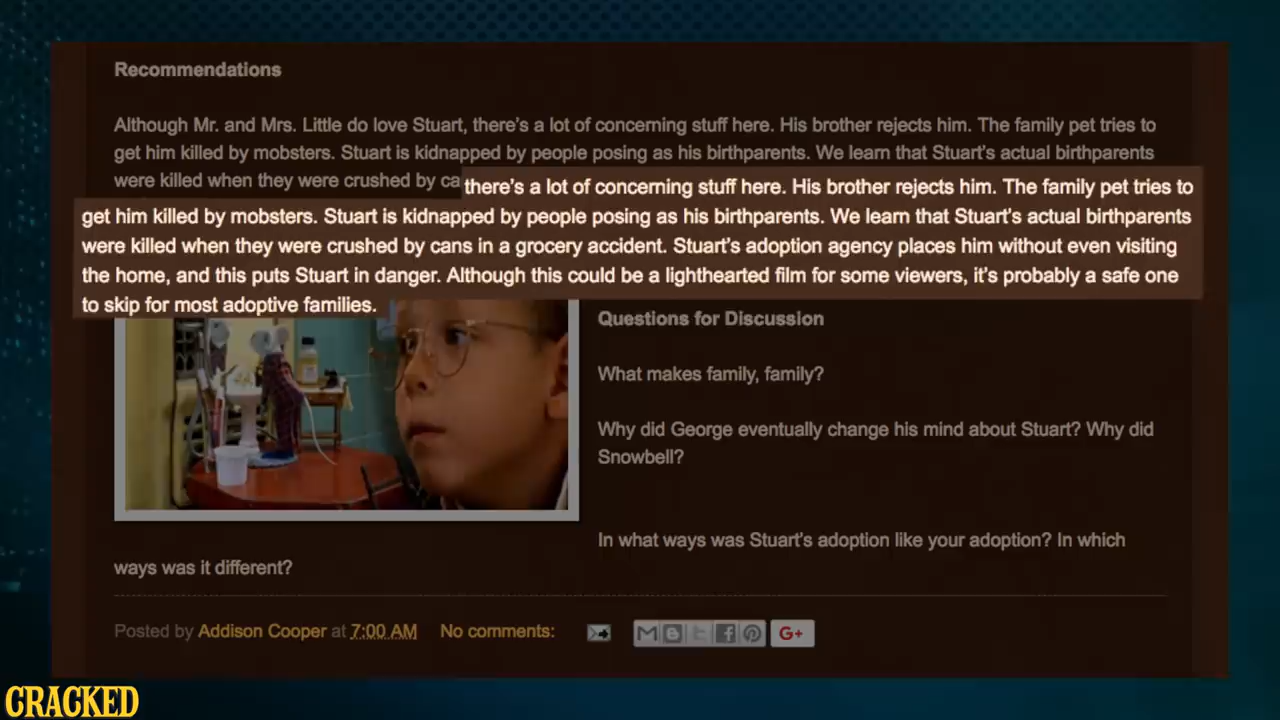 Recommendations
Although Mr. and Mrs. Little do love Stuart, there's a lot of concerning stuff here. His brother rejects him. The family pet tries to
get him killed by mobsters. Stuart is kidnapped by people posing as his birthparents. We learn that Stuart's actual birthparents
were killed when they were crushed by ca
there's a lot of concerning stuff here. His brother rejects him. The family pet tries to
get him killed by mobsters. Stuart is kidnapped by people posing as his birthparents. We learn that Stuart's actual birthparents
were killed when they were crushed by cans in a grocery accident. Stuart's adoption agency places him without even visiting
the home, and this puts Stuart in danger. Although this could be a lighthearted film for some viewers, it's probably a safe one
to skip for most adoptive families.
Questions for Discussion
What makes family, family?
Why did George eventually change his mind about Stuart? Why did
Snowbell?
In what ways was Stuart's adoption like your adoption? In which
ways was it different?
Posted by Addison Cooper at 7:00 AM No comments:
G+
CRACKED